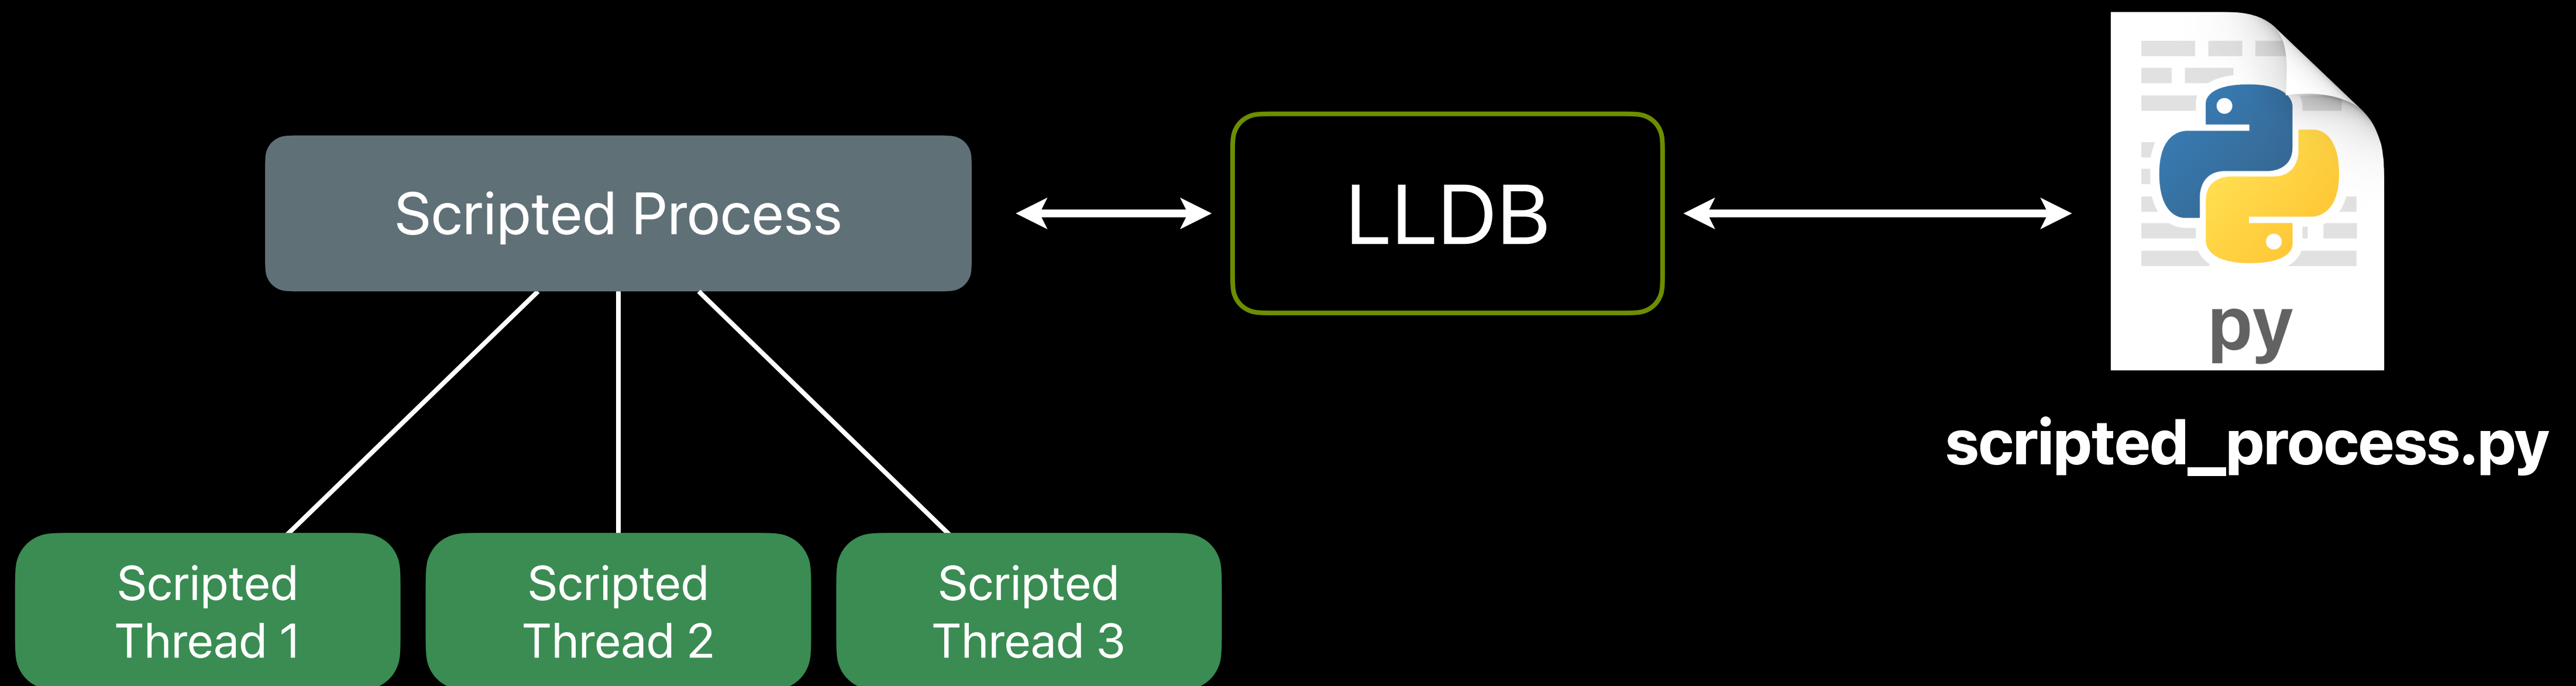 Scripted Process
LLDB
py
scripted_process.py
Scripted
Thread 1
Scripted
Thread 2
Scripted
Thread 3